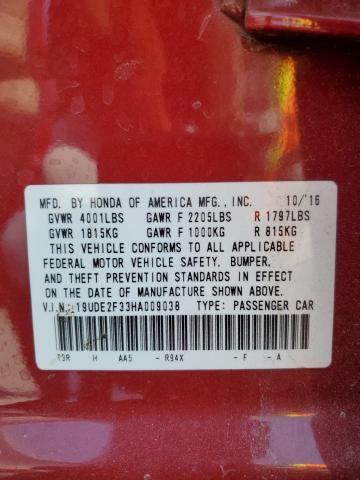 MFD. BY HONDA OF AMERICA MFG., INC. 10/'16
GVWR 4001LBS GAWR F 2205LBS R 1797LBS
GVWR 1815KG GAWR F 1000KG R 815KG
THIS VEHICLE CONFORMS TO ALL APPLICABLE
FEDERAL MOTOR VEHICLE SAFETY, BUMPER,
AND THEFT PREVENTION STANDARDS IN EFFECT
ON THE DATE OF MANUFACTURE SHOWN ABOVE.
V.I.N.: 19UDE2F33HA009038 TYPE: PASSENGER CAR
T3R H AA5 - R94X - F - A